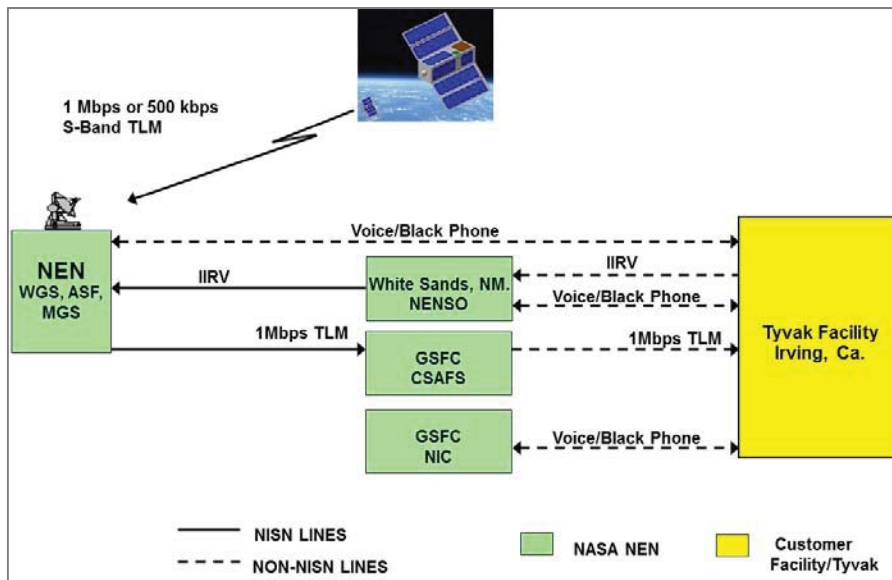 1 Mbps or 500 kbps
S-Band TLM
Voice/Black Phone
NEN
WGS, ASF,
MGS
IIRV
White Sands, NM.
NENSO
IIRV
Voice/Black Phone
1Mbps TLM
GSFC
CSAFS
1Mbps TLM
Tyvak Facility
Irving, Ca.
GSFC
NIC
Voice/Black Phone
NISN LINES
NON-NISN LINES
NASA NEN
Customer
Facility/Tyvak